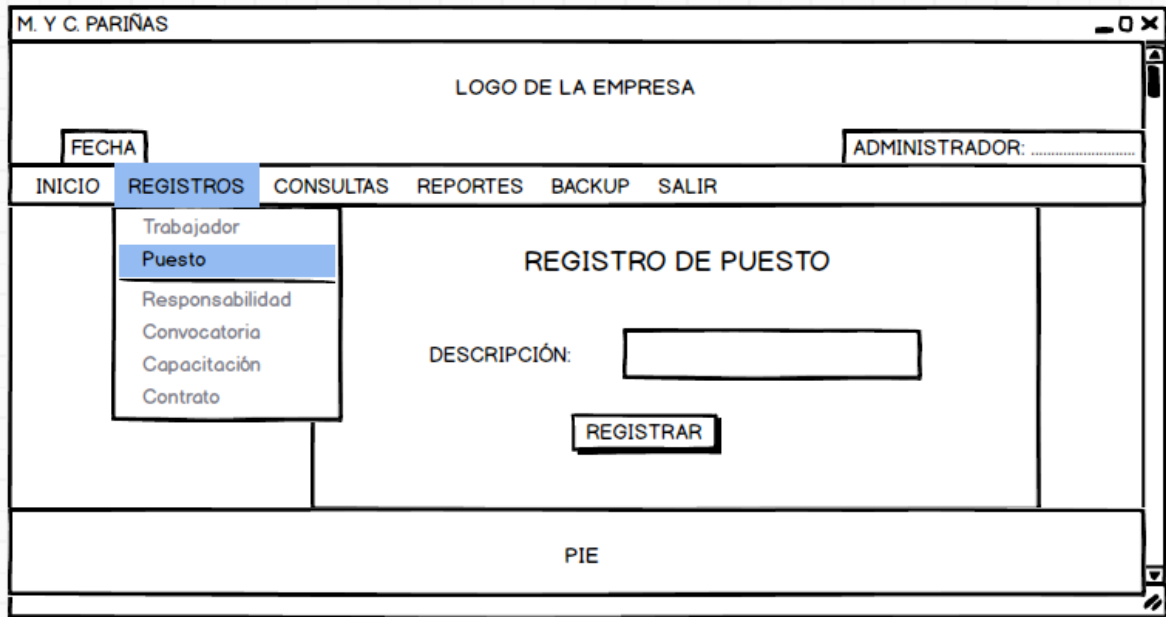 M. Y C. PARIÑAS
LOGO DE LA EMPRESA
FECHA
ADMINISTRADOR: ..............................
INICIO REGISTROS CONSULTAS REPORTES BACKUP SALIR
Trabajador
Puesto
Responsabilidad
Convocatoria
Capacitación
Contrato
REGISTRO DE PUESTO
DESCRIPCIÓN:
REGISTRAR
PIE